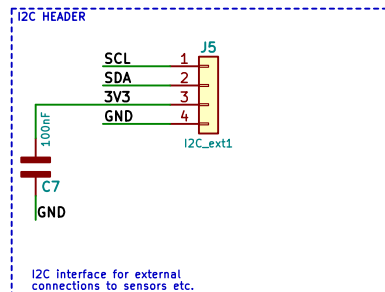 I2C HEADER
J5
SCL 1
SDA 2
3V3 3
GND 4
I2C_ext1
100nF
C7
GND
I2C interface for external
connections to sensors etc.